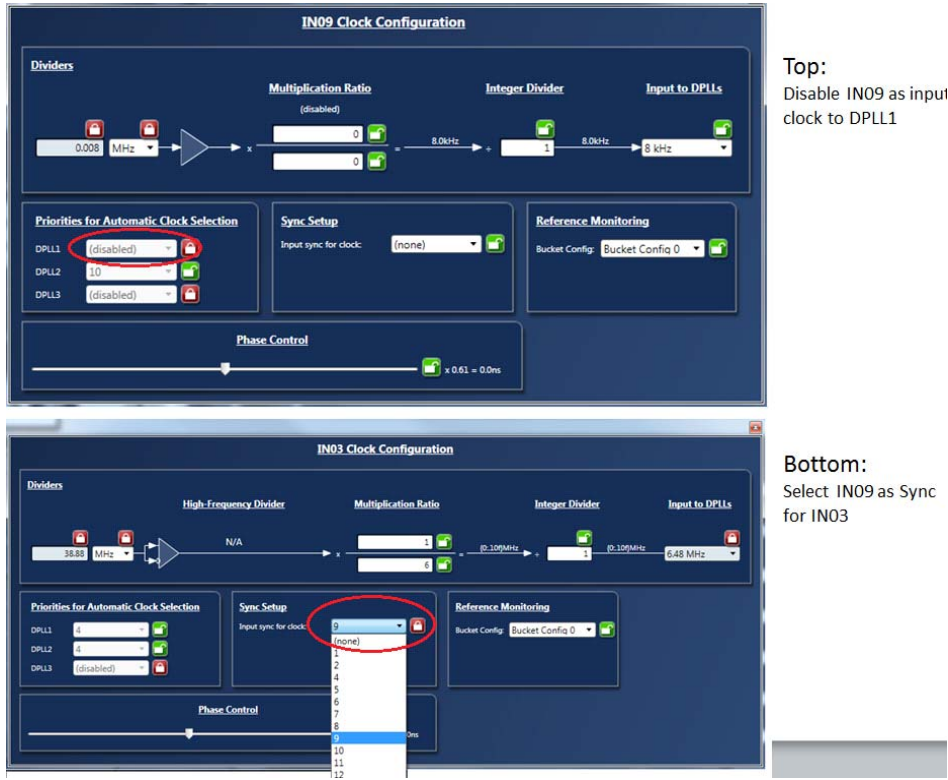 IN09 Clock Configuration
Dividers
Multiplication Ratio
Integer Divider
Input to DPLLs
(disabled)
0.008 MHz x 0 = 8.0kHz ÷ 1 8.0kHz 8 kHz
0
Priorities for Automatic Clock Selection
DPLL1 (disabled)
DPLL2 10
DPLL3 (disabled)
Sync Setup
Input sync for clock: (none)
Reference Monitoring
Bucket Config: Bucket Config 0
Phase Control
x 0.61 = 0.0ns
Top:
Disable IN09 as input
clock to DPLL1
IN03 Clock Configuration
Dividers
High-Frequency Divider
Multiplication Ratio
Integer Divider
Input to DPLLs
38.88 MHz N/A x 1 = {0:10f}MHz ÷ 1 {0:10f}MHz 6.48 MHz
6
Priorities for Automatic Clock Selection
DPLL1 4
DPLL2 4
DPLL3 (disabled)
Sync Setup
Input sync for clock: 9
(none)
1
2
4
5
6
7
8
9
10
11
12
Reference Monitoring
Bucket Config: Bucket Config 0
Phase Control
0ns
Bottom:
Select IN09 as Sync
for IN03